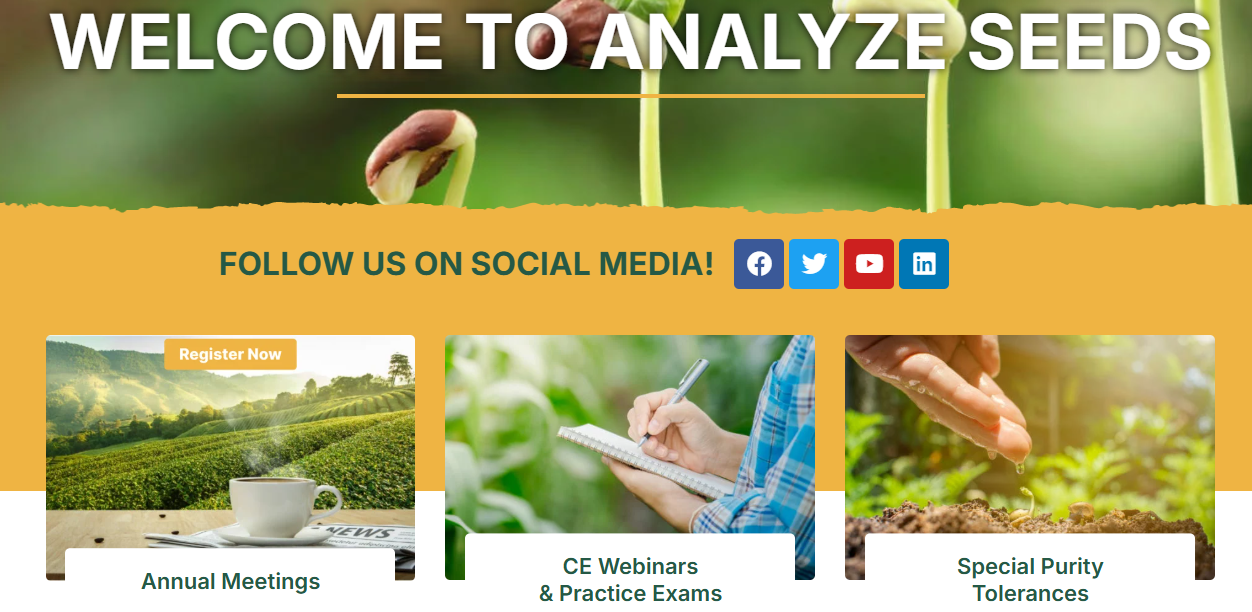 WELCOME TO ANALYZE SEEDS
FOLLOW US ON SOCIAL MEDIA!
in
Register Now
NEWS
Annual Meetings
CE Webinars
& Practice Exams
Special Purity
Tolerances